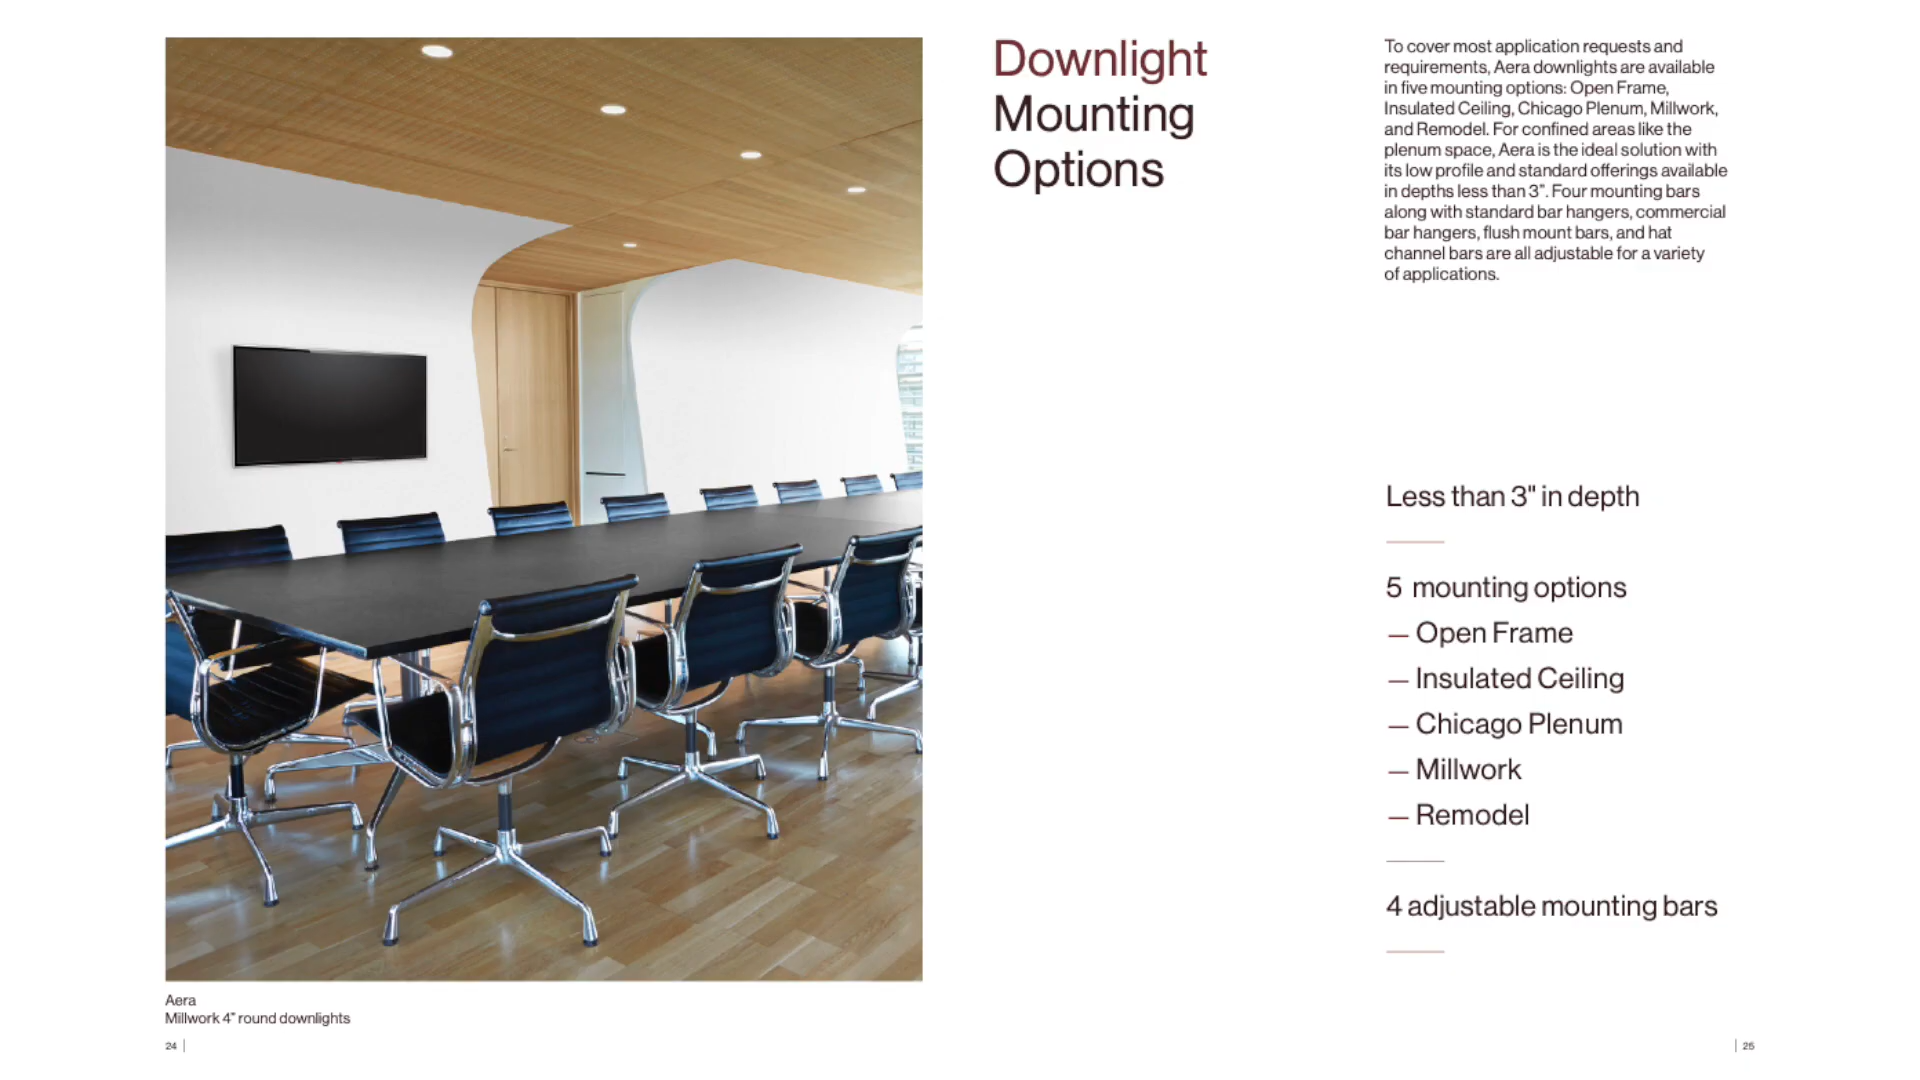 Downlight
Mounting
Options
To cover most application requests and
requirements, Aera downlights are available
in five mounting options: Open Frame,
Insulated Ceiling, Chicago Plenum, Millwork,
and Remodel. For confined areas like the
plenum space, Aera is the ideal solution with
its low profile and standard offerings available
in depths less than 3”. Four mounting bars
along with standard bar hangers, commercial
bar hangers, flush mount bars, and hat
channel bars are all adjustable for a variety
of applications.
Less than 3" in depth
5 mounting options
— Open Frame
— Insulated Ceiling
— Chicago Plenum
— Millwork
— Remodel
4 adjustable mounting bars
Aera
Millwork 4” round downlights
24 |
| 25